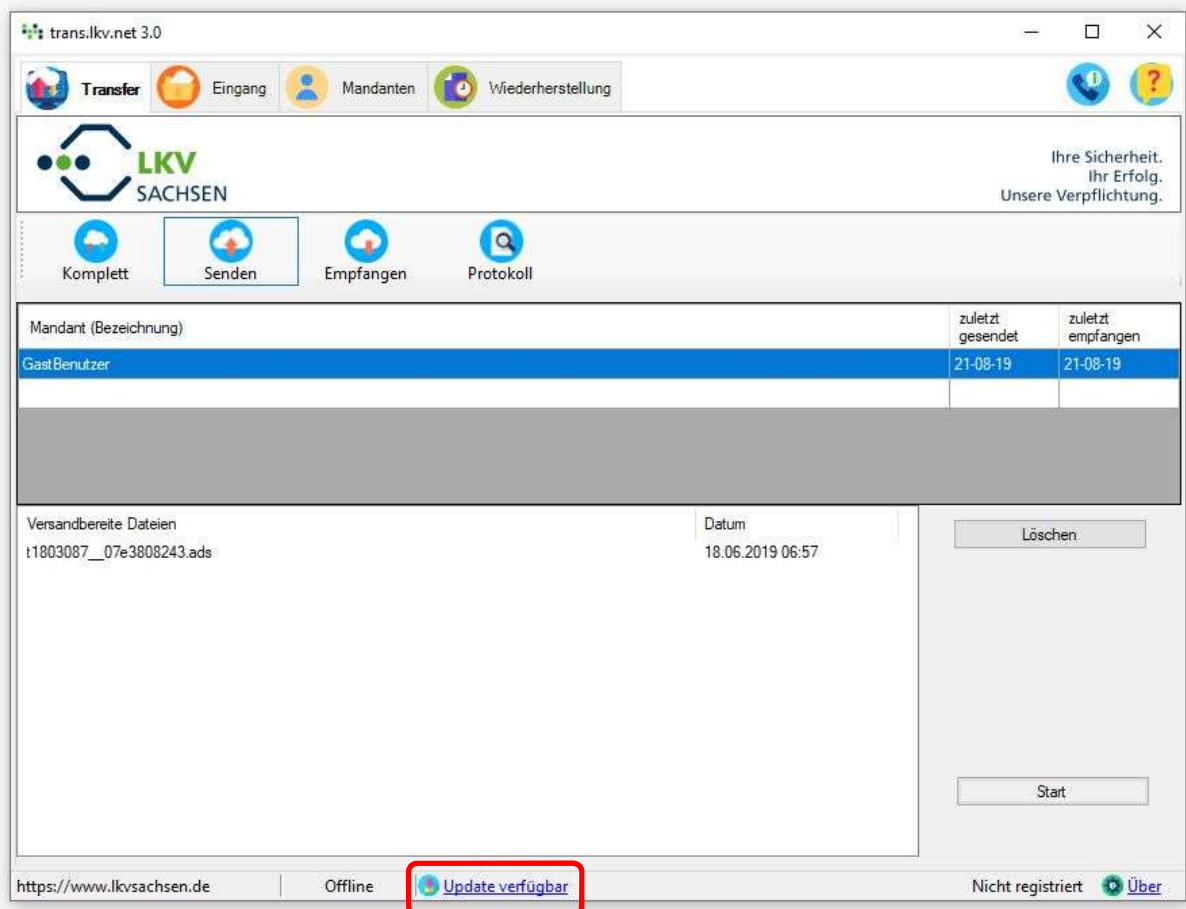 trans.lkv.net 3.0
Transfer Eingang Mandanten Wiederherstellung
LKV
SACHSEN
Ihre Sicherheit.
Ihr Erfolg.
Unsere Verpflichtung.
Komplett Senden Empfangen Protokoll
Mandant (Bezeichnung) zuletzt gesendet zuletzt empfangen
GastBenutzer 21-08-19 21-08-19
Versandbereite Dateien Datum
t1803087__07e3808243.ads 18.06.2019 06:57
Löschen
Start
https://www.lkvsachsen.de Offline Update verfügbar Nicht registriert Über